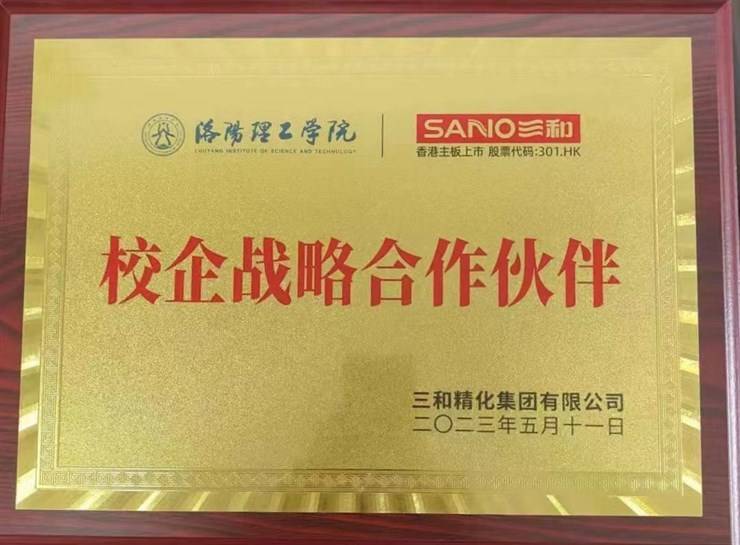 洛阳理工学院
LUOYANG INSTITUTE OF SCIENCE AND TECHNOLOGY
SANVO三和
香港主板上市 股票代码:301.HK
校企战略合作伙伴
三和精化集团有限公司
二〇二三年五月十一日